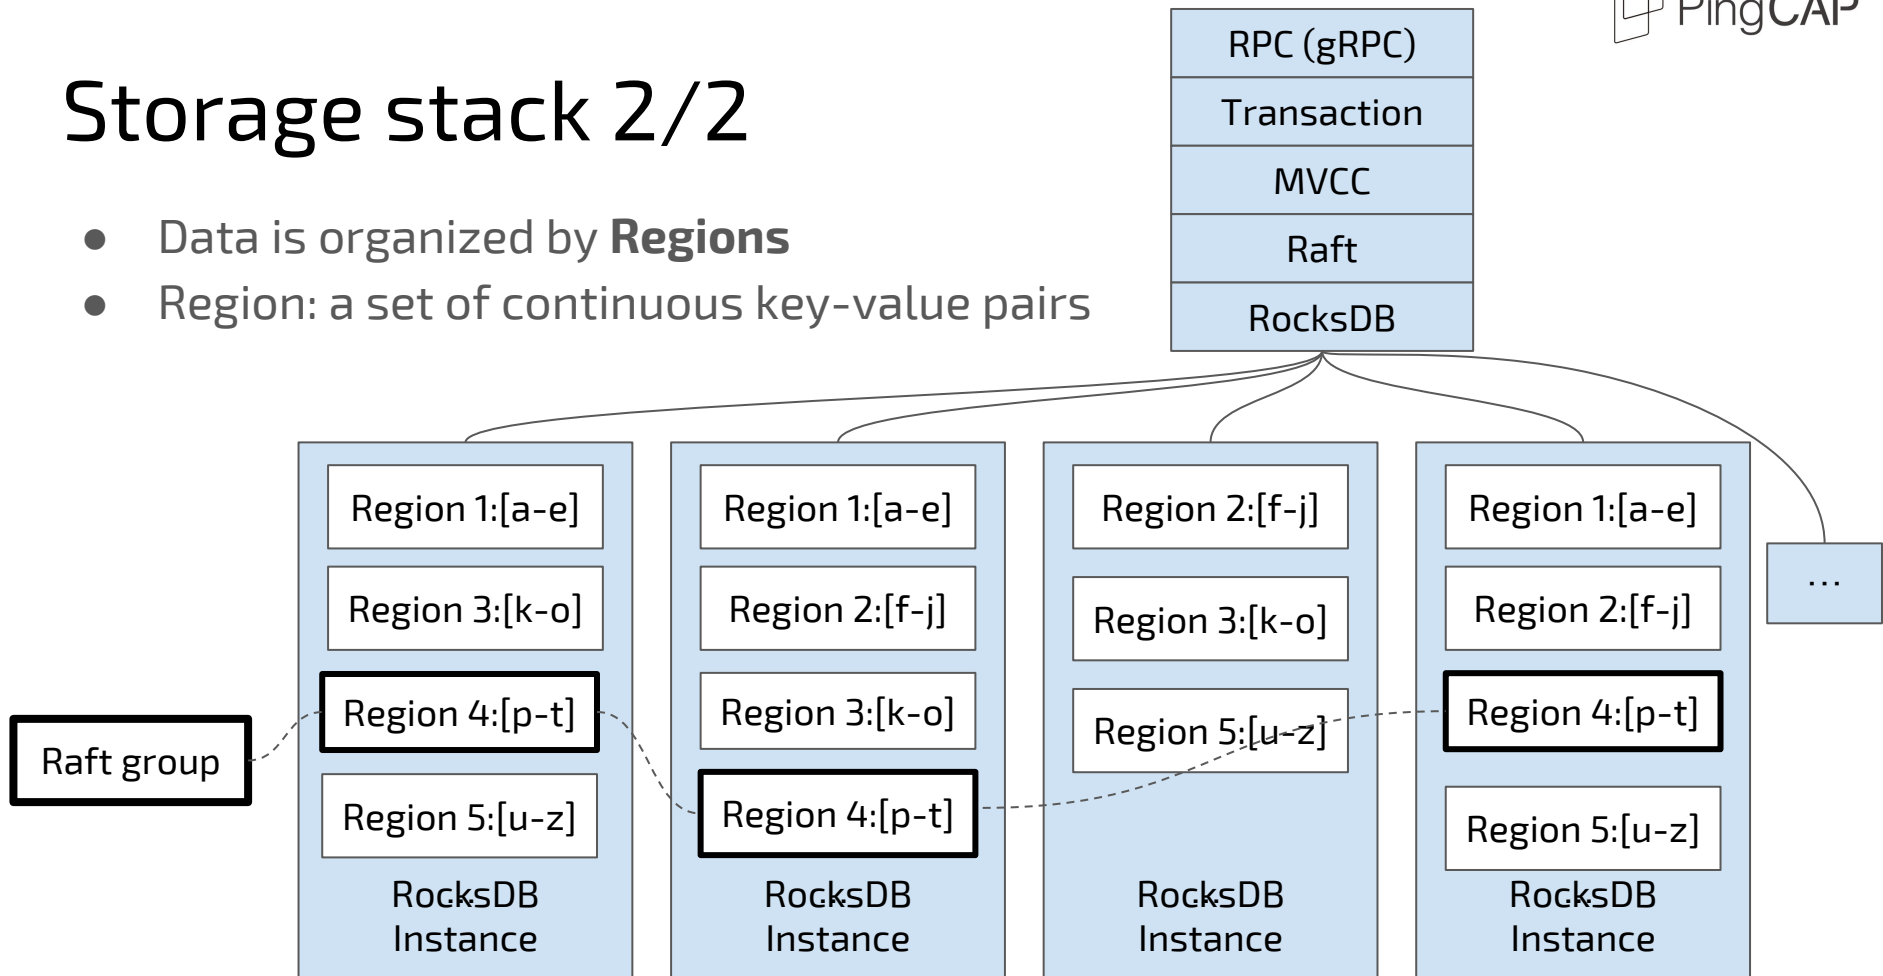 PingCAP
Storage stack 2/2
● Data is organized by Regions
● Region: a set of continuous key-value pairs
RPC (gRPC)
Transaction
MVCC
Raft
RocksDB
Raft group
Region 1:[a-e]
Region 3:[k-o]
Region 4:[p-t]
Region 5:[u-z]
RocksDB
Instance
Region 1:[a-e]
Region 2:[f-j]
Region 3:[k-o]
Region 4:[p-t]
RocksDB
Instance
Region 2:[f-j]
Region 3:[k-o]
Region 5:[u-z]
RocksDB
Instance
Region 1:[a-e]
Region 2:[f-j]
Region 4:[p-t]
Region 5:[u-z]
RocksDB
Instance
...